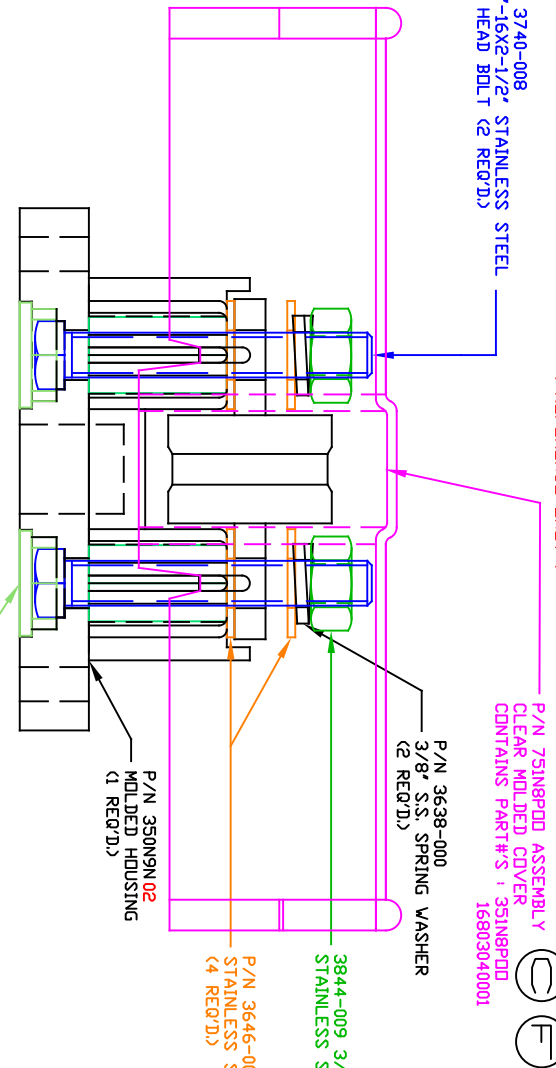 3740-008
-16X2-1/2" STAINLESS STEEL
HEAD BOLT (2 REQ'D.)
P/N 751N8P00 ASSEMBLY
CLEAR MOLDED COVER
CONTAINS PART#'S : 351N8P00
16803040001
C
F
P/N 3638-000
3/8" S.S. SPRING WASHER
(2 REQ'D.)
3844-009 3/
STAINLESS S
P/N 3646-00
STAINLESS S
(4 REQ'D.)
P/N 350N9N02
MOLDED HOUSING
(1 REQ'D.)